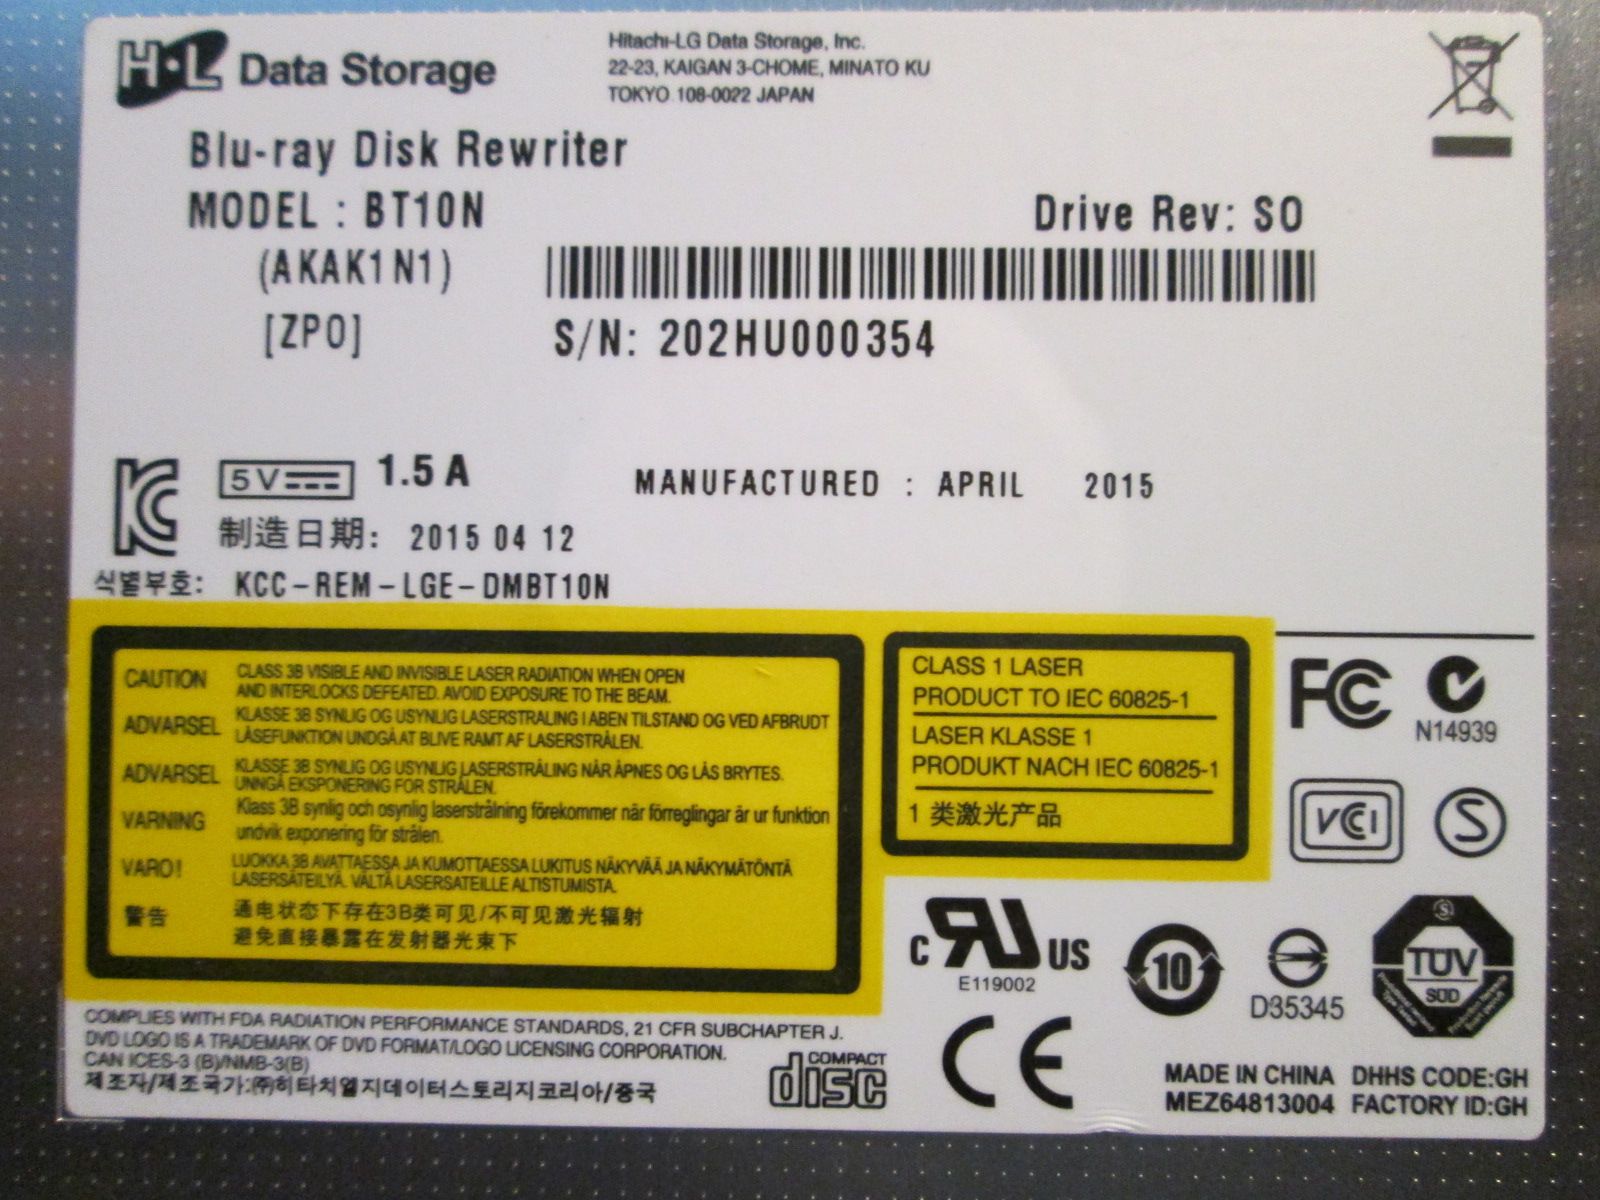 H·L Data Storage
Hitachi-LG Data Storage, Inc.
22-23, KAIGAN 3-CHOME, MINATO KU
TOKYO 108-0022 JAPAN
Blu-ray Disk Rewriter
MODEL : BT10N
Drive Rev: SO
(AKAK1N1)
[ZPO]
S/N: 202HU000354
5V 1.5 A
MANUFACTURED : APRIL 2015
制造日期: 2015 04 12
식별부호: KCC-REM-LGE-DMBT10N
CAUTION CLASS 3B VISIBLE AND INVISIBLE LASER RADIATION WHEN OPEN
AND INTERLOCKS DEFEATED. AVOID EXPOSURE TO THE BEAM.
ADVARSEL KLASSE 3B SYNLIG OG USYNLIG LASERSTRALING I ABEN TILSTAND OG VED AFBRUDT
LÅSEFUNKTION UNDGÅ AT BLIVE RAMT AF LASERSTRÅLEN.
ADVARSEL KLASSE 3B SYNLIG OG USYNLIG LASERSTRÅLING NÅR ÅPNES OG LÅS BRYTES.
UNNGÅ EKSPONERING FOR STRÅLEN.
VARNING Klass 3B synlig och osynlig laserstrålning förekommer när förreglingar är ur funktion
undvik exponering för strålen.
VARO! LUOKKA 3B AVATTAESSA JA KUMOTTAESSA LUKITUS NÄKYVÄÄ JA NÄKYMÄTÖNTÄ
LASERSÄTEILYÄ. VÄLTÄ LASERSATEILLE ALTISTUMISTA.
警告 通电状态下存在3B类可见/不可见激光辐射
避免直接暴露在发射器光束下
CLASS 1 LASER
PRODUCT TO IEC 60825-1
LASER KLASSE 1
PRODUKT NACH IEC 60825-1
1 类激光产品
FC
N14939
VCI
S
C RU US
E119002
10
D35345
TÜV
SÜD
COMPLIES WITH FDA RADIATION PERFORMANCE STANDARDS, 21 CFR SUBCHAPTER J.
DVD LOGO IS A TRADEMARK OF DVD FORMAT/LOGO LICENSING CORPORATION.
CAN ICES-3 (B)/NMB-3(B)
제조자/제조국가:㈜히타치엘지데이터스토리지코리아/중국
COMPACT
disc
CE
MADE IN CHINA DHHS CODE:GH
MEZ64813004 FACTORY ID:GH